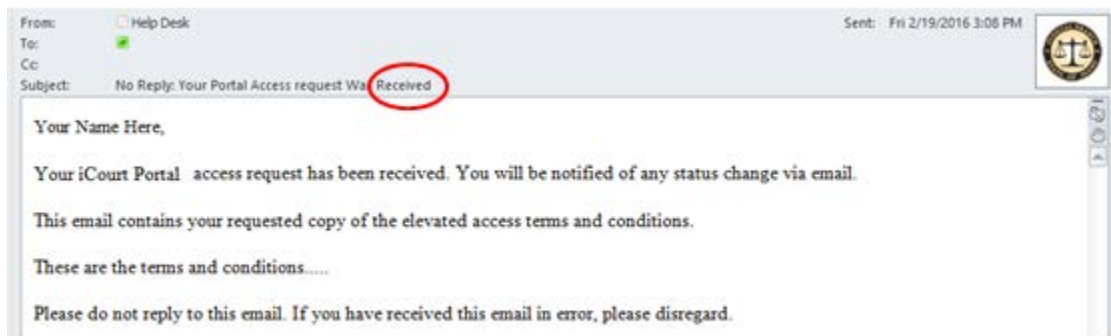 From: Help Desk Sent: Fri 2/19/2016 3:08 PM
To:
Cc
Subject: No Reply: Your Portal Access request Wa Received
Your Name Here,
Your iCourt Portal access request has been received. You will be notified of any status change via email.
This email contains your requested copy of the elevated access terms and conditions.
These are the terms and conditions.....
Please do not reply to this email. If you have received this email in error, please disregard.